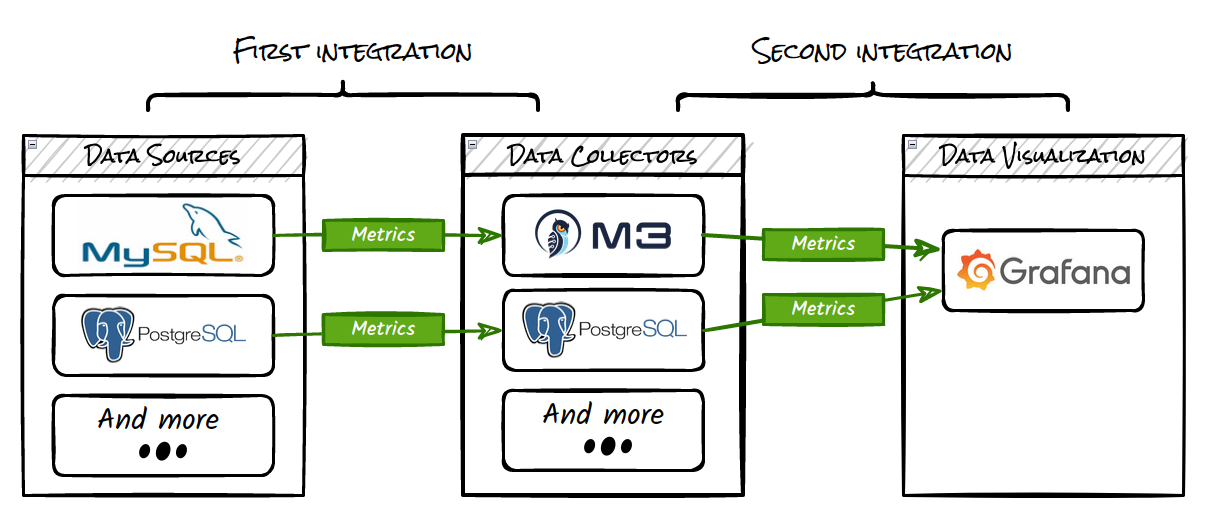 First integration
Second integration
Data Sources
Data Collectors
Data Visualization
MySQL®
Metrics
M3
Metrics
Grafana
PostgreSQL
Metrics
PostgreSQL
Metrics
And more
And more